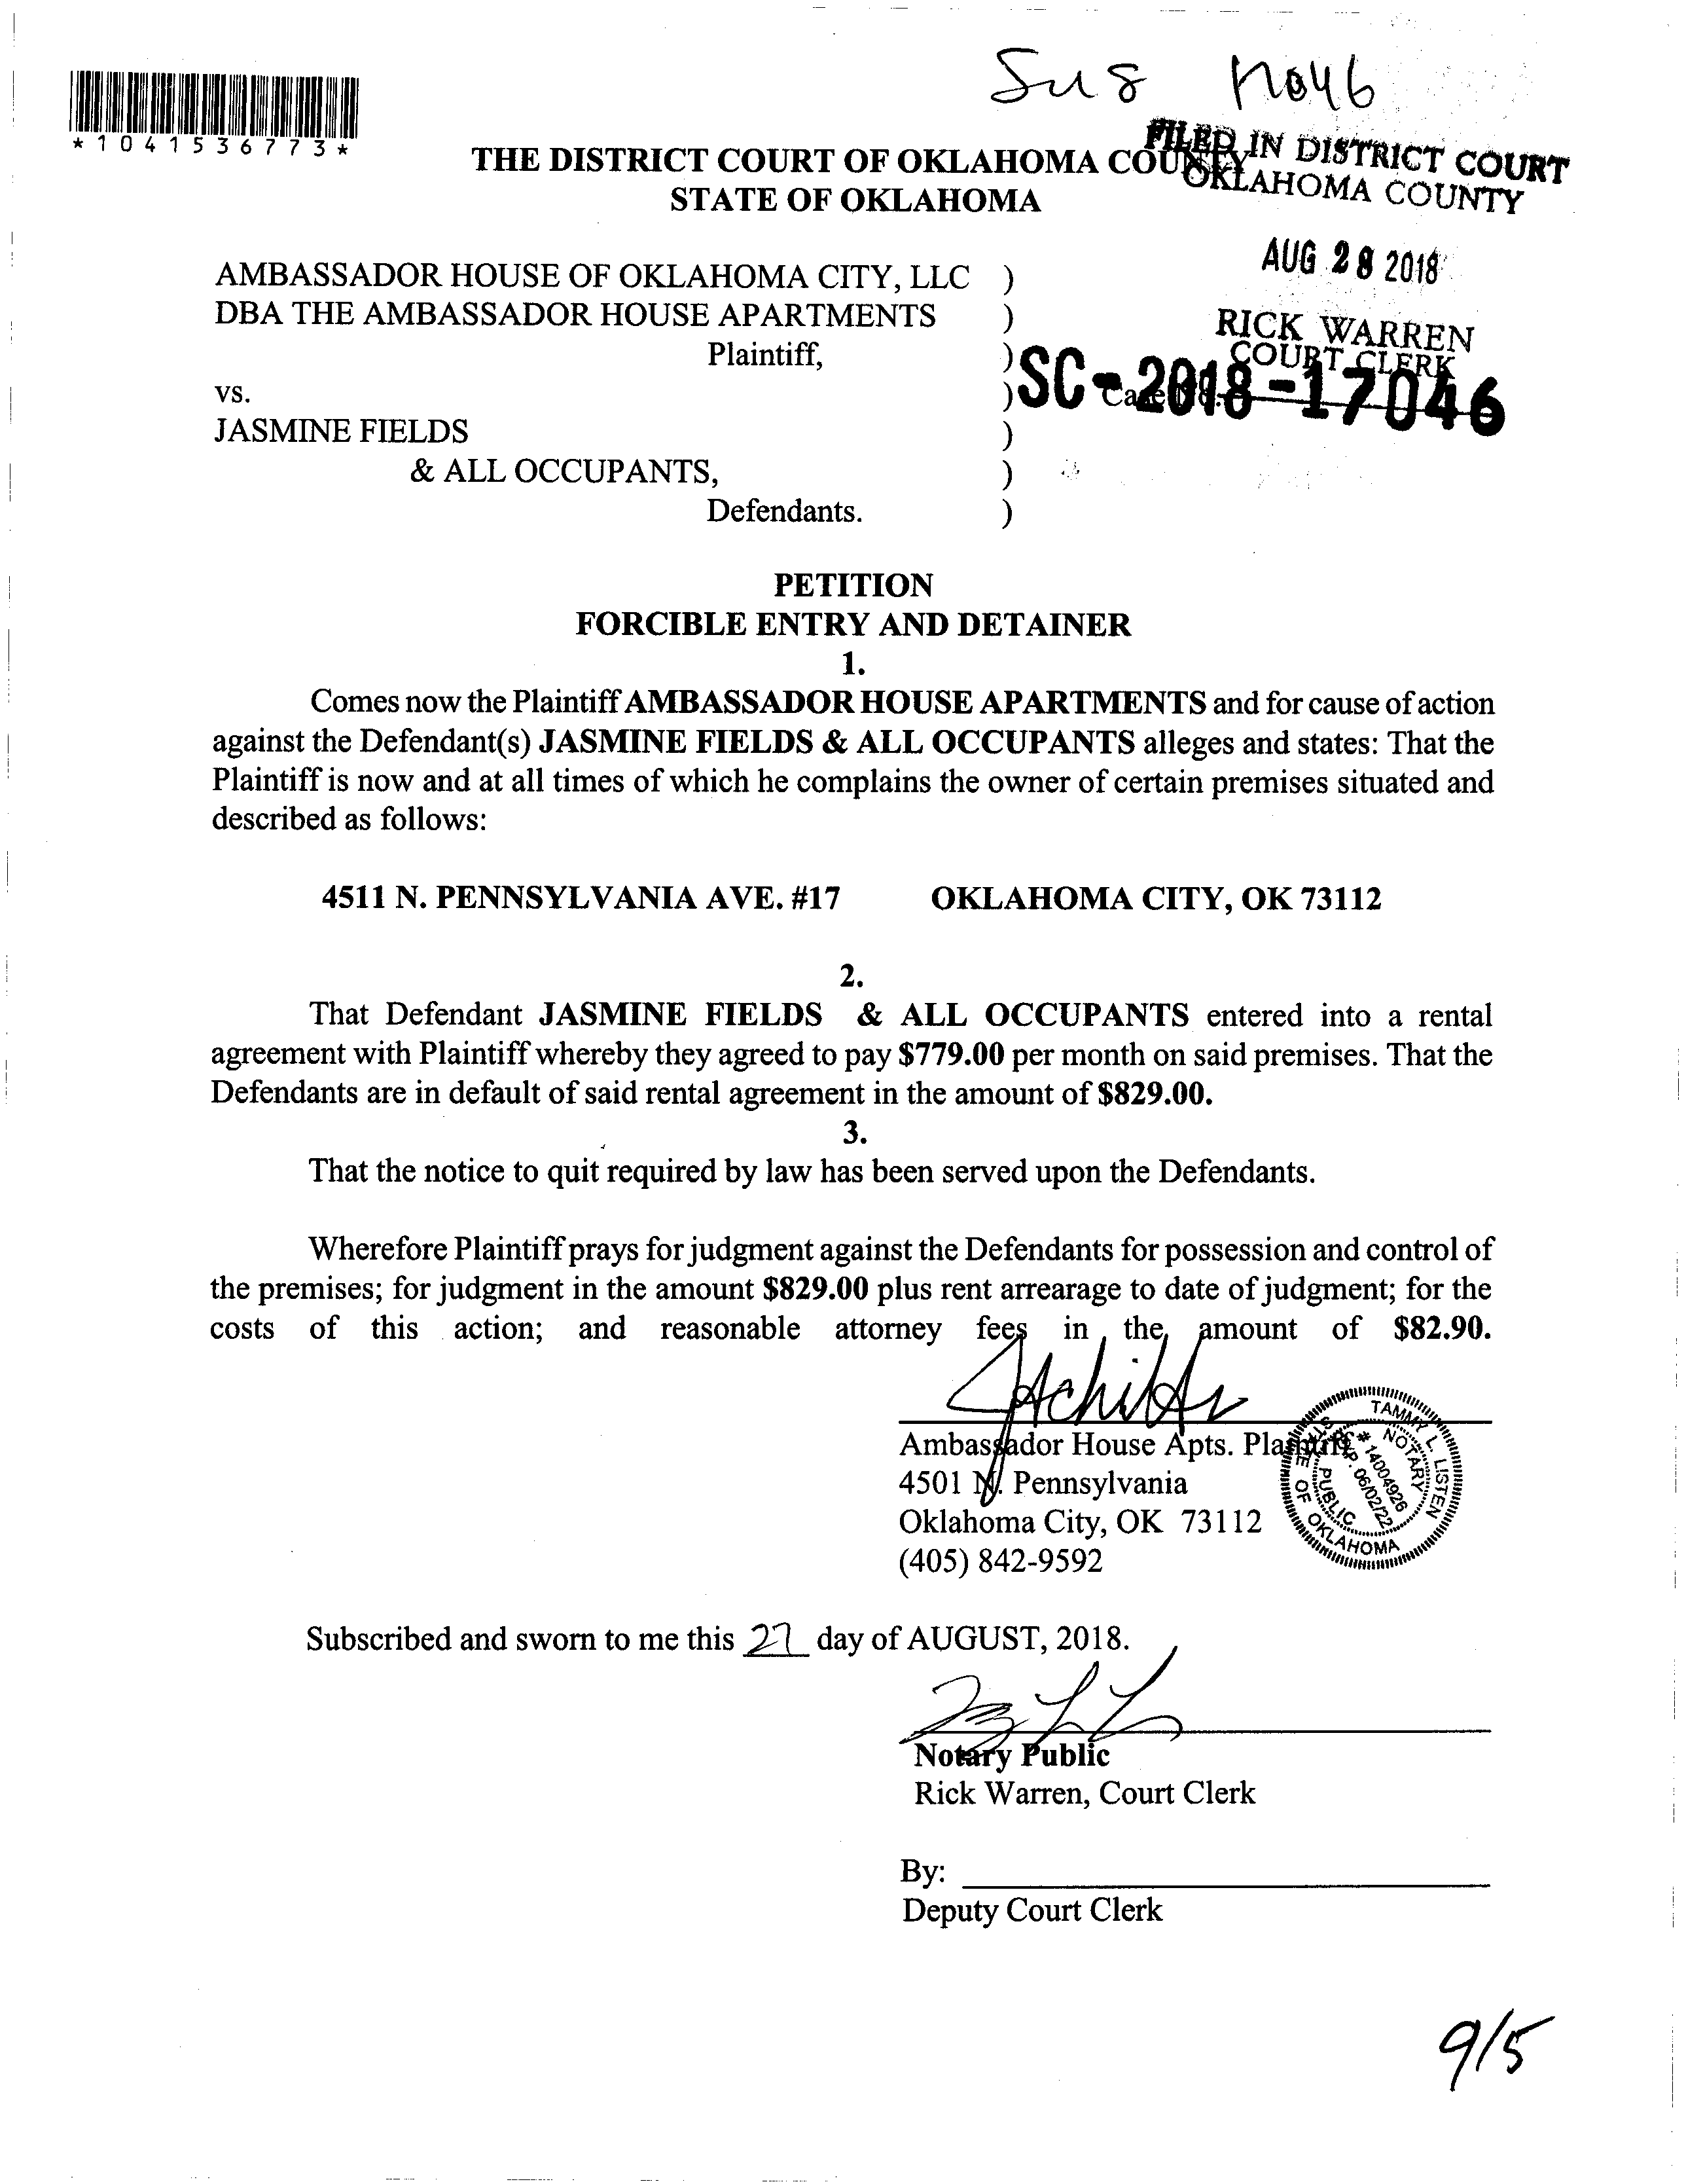 Sus 17046
*1041536773*
FILED IN DISTRICT COURT
OKLAHOMA COUNTY
THE DISTRICT COURT OF OKLAHOMA COUNTY
STATE OF OKLAHOMA
AUG 28 2018
RICK WARREN
COURT CLERK
AMBASSADOR HOUSE OF OKLAHOMA CITY, LLC )
DBA THE AMBASSADOR HOUSE APARTMENTS )
Plaintiff, )
SC-2018-17046
vs. ) Case No.
JASMINE FIELDS )
& ALL OCCUPANTS, )
Defendants. )
PETITION
FORCIBLE ENTRY AND DETAINER
1.
Comes now the Plaintiff AMBASSADOR HOUSE APARTMENTS and for cause of action
against the Defendant(s) JASMINE FIELDS & ALL OCCUPANTS alleges and states: That the
Plaintiff is now and at all times of which he complains the owner of certain premises situated and
described as follows:
4511 N. PENNSYLVANIA AVE. #17 OKLAHOMA CITY, OK 73112
2.
That Defendant JASMINE FIELDS & ALL OCCUPANTS entered into a rental
agreement with Plaintiff whereby they agreed to pay $779.00 per month on said premises. That the
Defendants are in default of said rental agreement in the amount of $829.00.
3.
That the notice to quit required by law has been served upon the Defendants.
Wherefore Plaintiff prays for judgment against the Defendants for possession and control of
the premises; for judgment in the amount $829.00 plus rent arrearage to date of judgment; for the
costs of this action; and reasonable attorney fees in the amount of $82.90.
Ambassador House Apts. Plaintiff
4501 N. Pennsylvania
Oklahoma City, OK 73112
(405) 842-9592
TAMMY L. LISTEN
NOTARY PUBLIC
# 14004926
EXP. 06/02/22
STATE OF OKLAHOMA
Subscribed and sworn to me this 27 day of AUGUST, 2018.
Notary Public
Rick Warren, Court Clerk
By:
Deputy Court Clerk
9/5